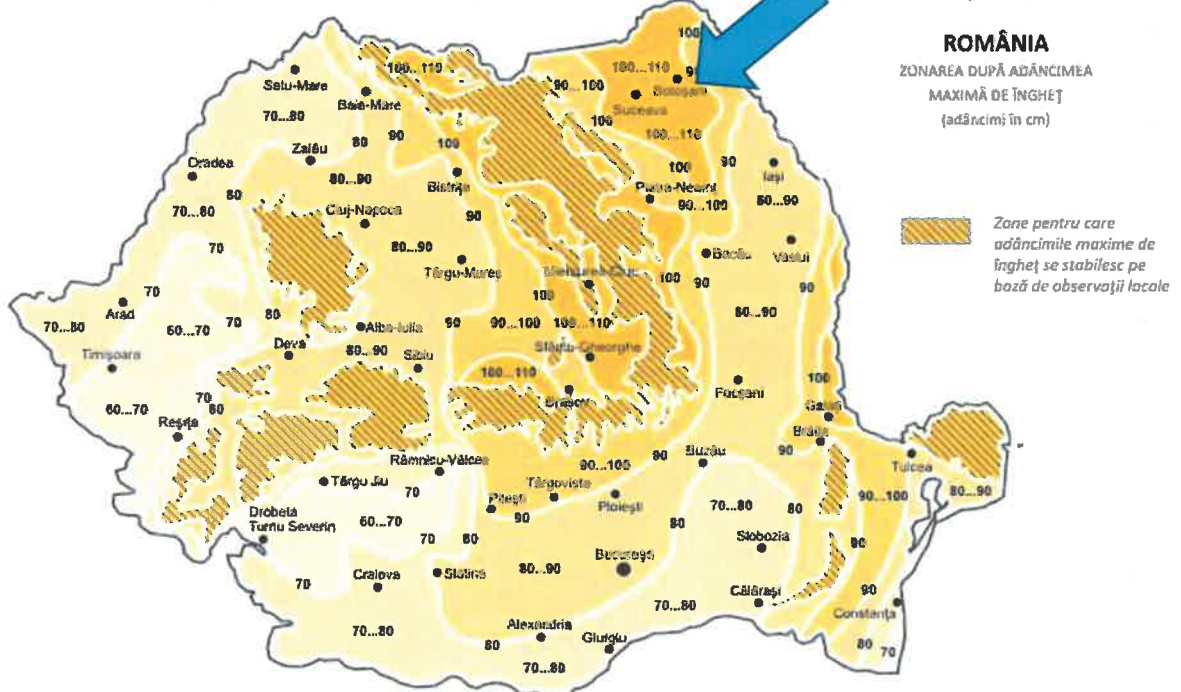 ROMÂNIA
ZONAREA DUPĂ ADÂNCIMEA
MAXIMĂ DE ÎNGHEȚ
(adâncimi în cm)
Zone pentru care
adâncimile maxime de
îngheț se stabilesc pe
bază de observații locale
100
100...110
90
Botoșani
Suceava
100...110
90...100
100
100
90
100...110
Satu-Mare
Baia-Mare
70...80
80
90
100
Zalău
80...90
Bistrița
Oradea
80
70...80
Cluj-Napoca
90
70
80...90
Târgu-Mureș
Piatra-Neamț
90...100
Iași
80...90
Bacău
Vaslui
100
90
90
80...90
Miercurea-Ciuc
100
90...100
100...110
Sfântu-Gheorghe
100...110
Brașov
70
Arad
70...80
60...70
70
80
Deva
Alba-Iulia
80...90
Sibiu
90
Timișoara
60...70
70
80
Reșița
Focșani
100
Galați
Brăila
90
Tulcea
80...90
90...100
Râmnicu-Vâlcea
70
Târgu Jiu
60...70
Drobeta
Turnu Severin
70
70
80
Pitești
90
Târgoviște
90...100
90
Buzău
Ploiești
70...80
80
80
Slobozia
90
București
80...90
Craiova
Slatina
70...80
Călărași
70...80
90
Constanța
80
70
Alexandria
80
Giurgiu
70...80